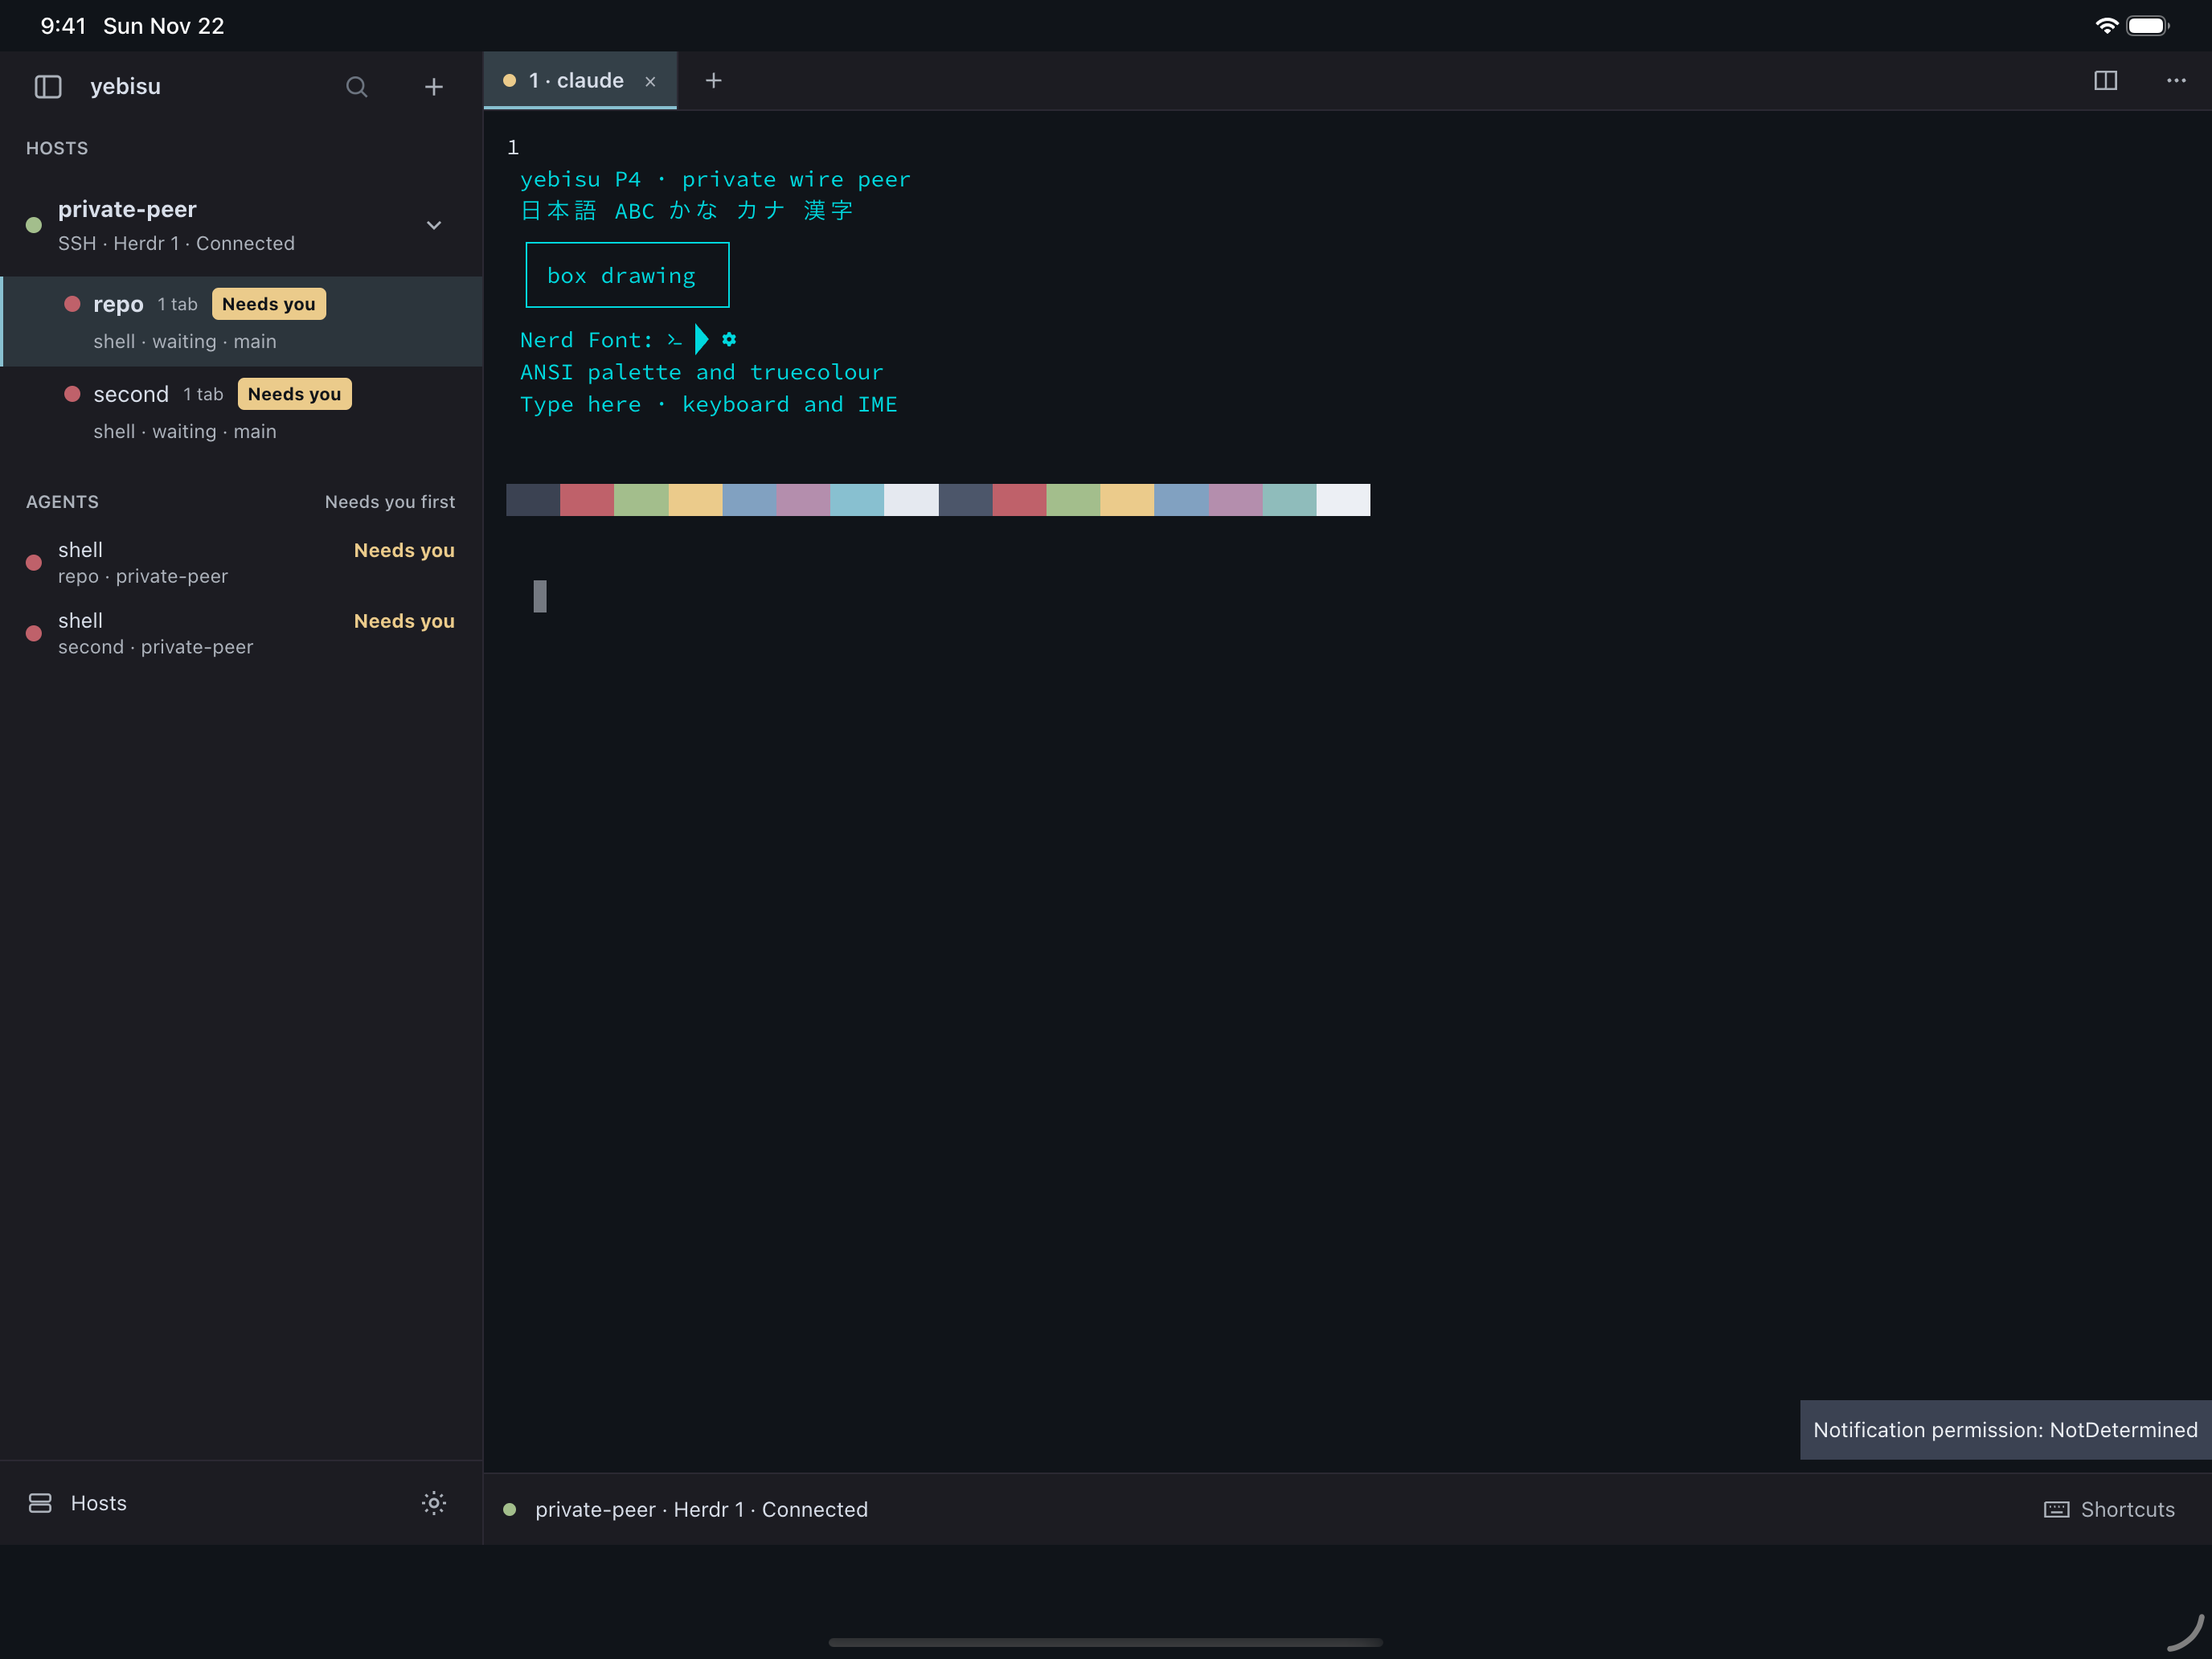 9:41 Sun Nov 22
yebisu
HOSTS
private-peer
SSH · Herdr 1 · Connected
repo 1 tab Needs you
shell · waiting · main
second 1 tab Needs you
shell · waiting · main
AGENTS Needs you first
shell Needs you
repo · private-peer
shell Needs you
second · private-peer
Hosts
1 · claude ×
1
yebisu P4 · private wire peer
日本語 ABC かな カナ 漢字
box drawing
Nerd Font:
ANSI palette and truecolour
Type here · keyboard and IME
Notification permission: NotDetermined
private-peer · Herdr 1 · Connected
Shortcuts